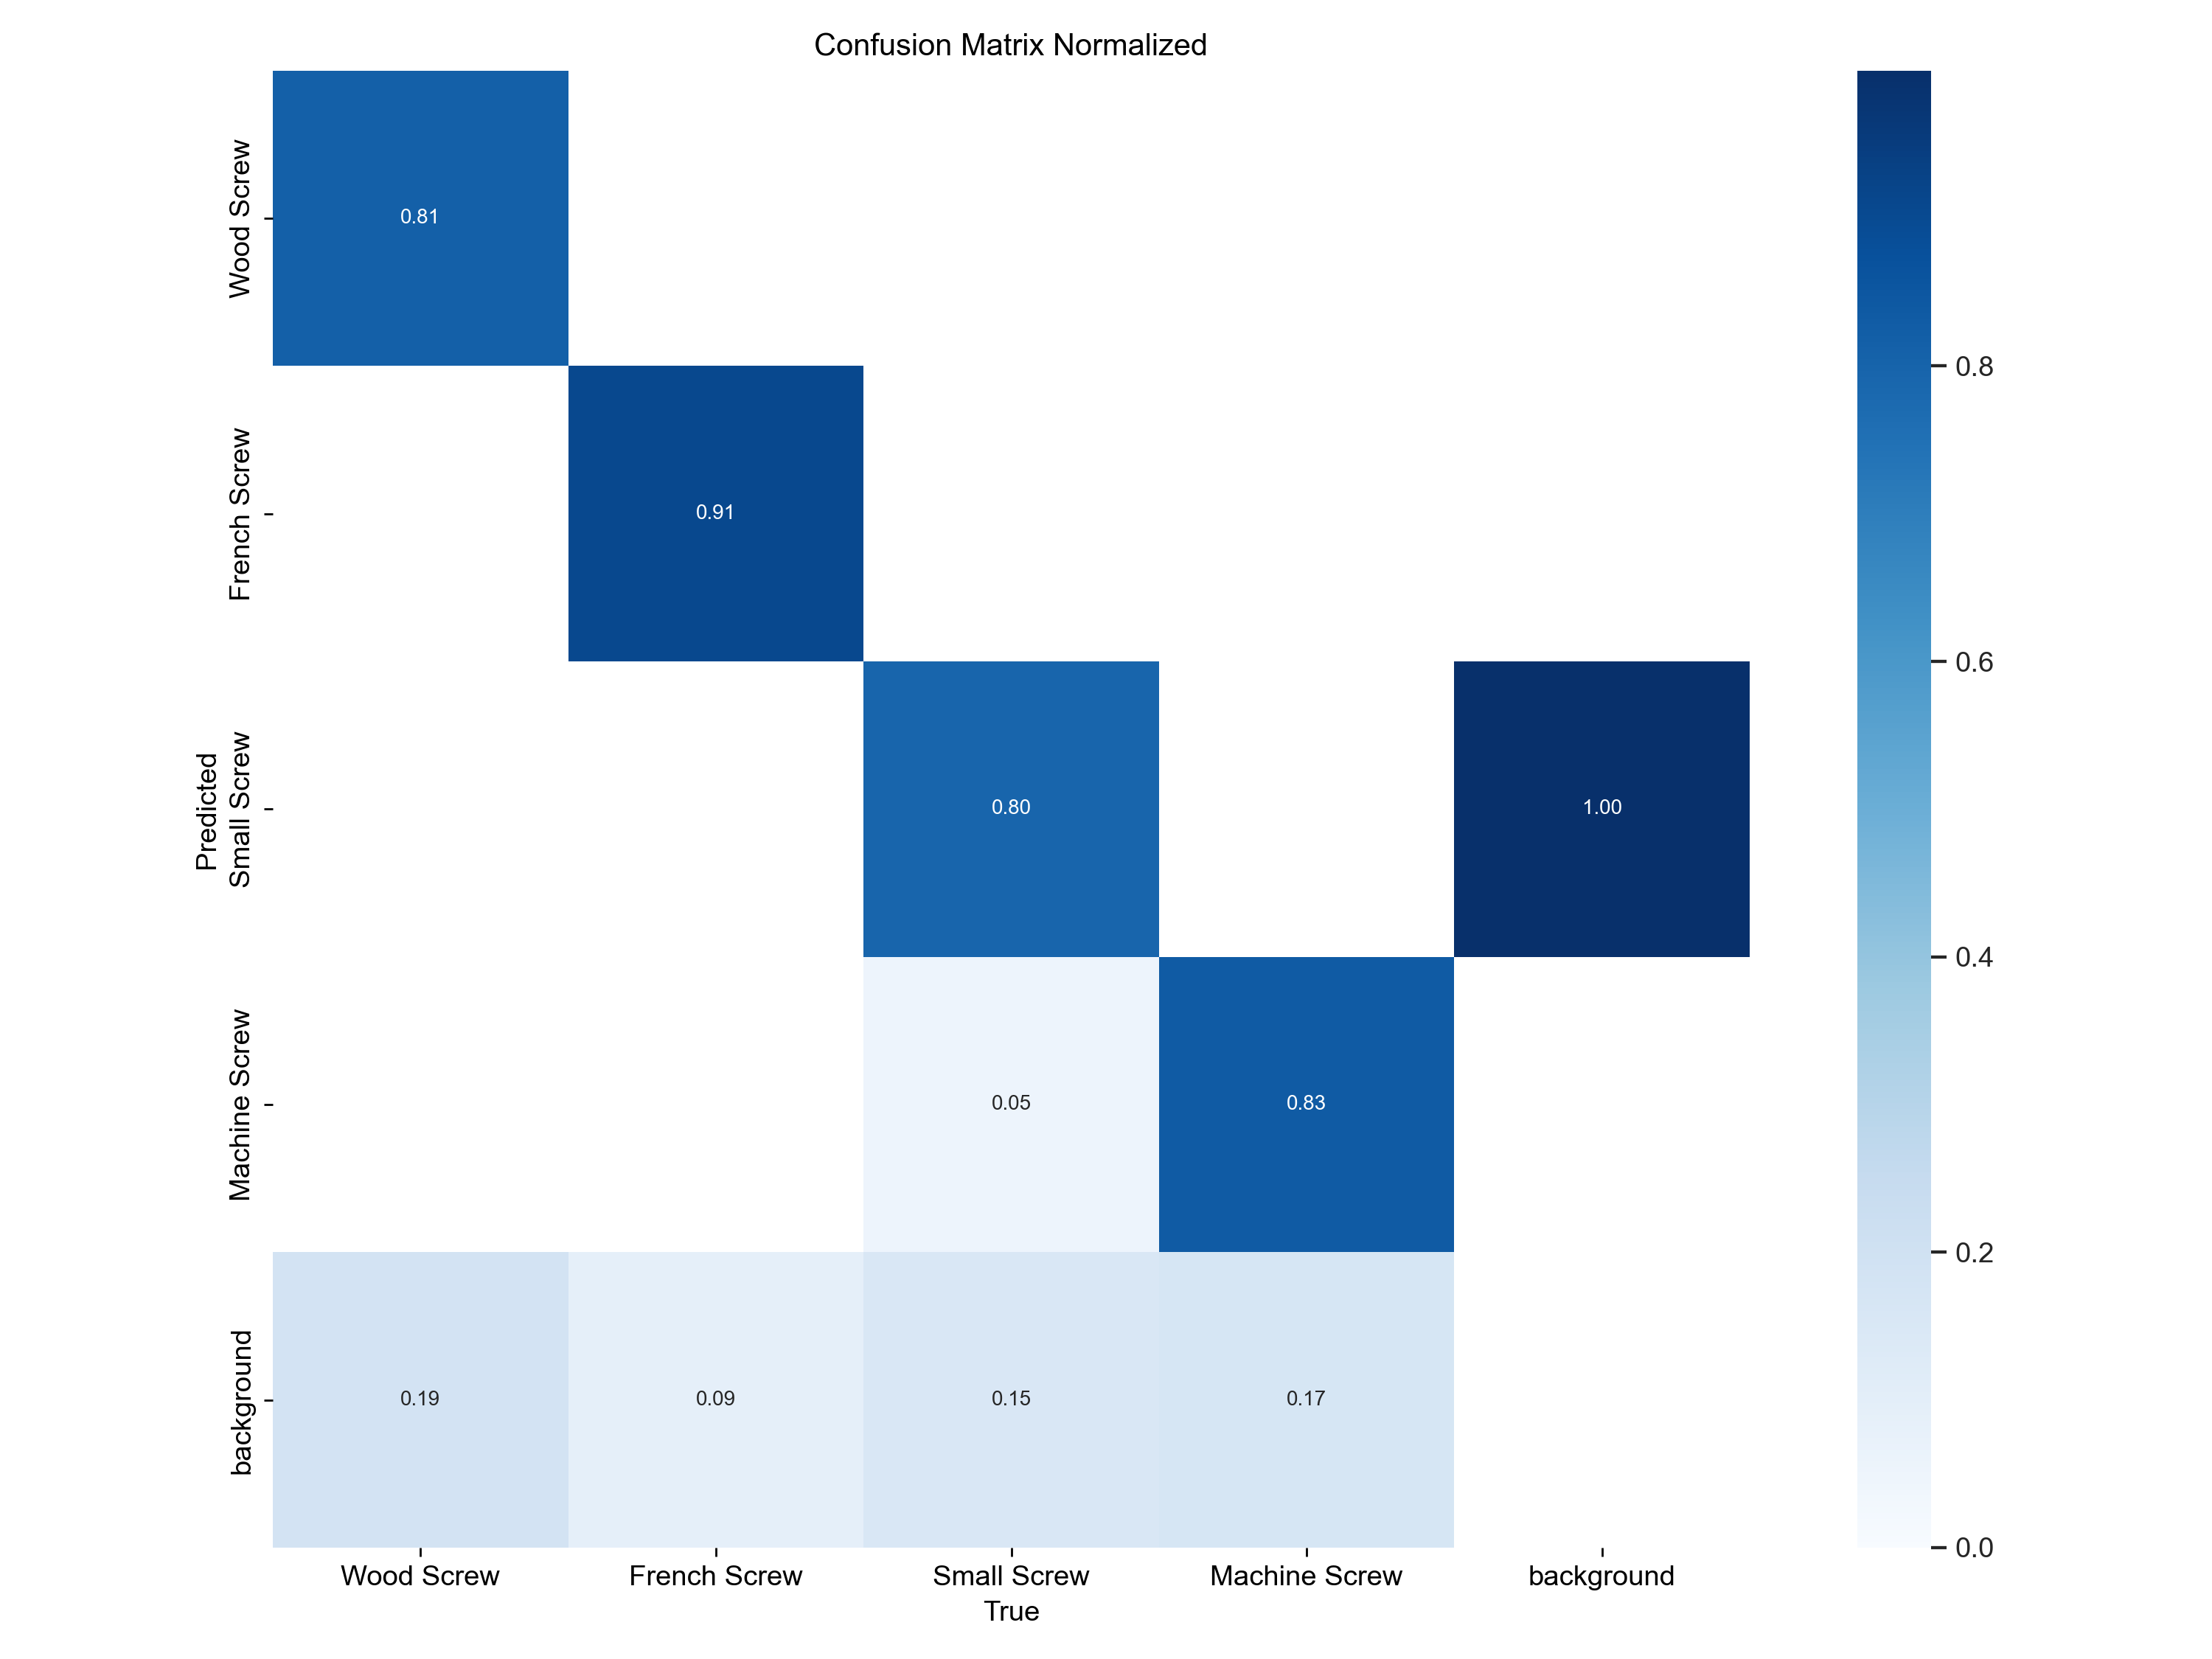 Confusion Matrix Normalized
Wood Screw
0.81
French Screw
0.91
Predicted
Small Screw
0.80
1.00
Machine Screw
0.05
0.83
background
0.19
0.09
0.15
0.17
Wood Screw
French Screw
Small Screw
Machine Screw
background
True
0.8
0.6
0.4
0.2
0.0